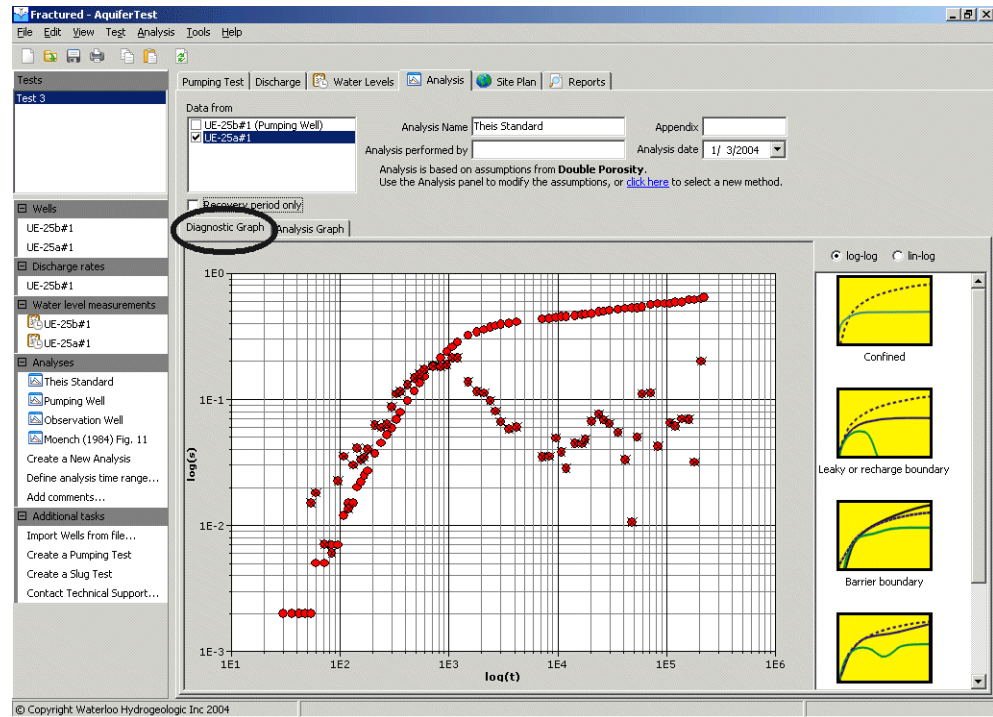 Fractured - AquiferTest
File Edit View Test Analysis Tools Help
Tests
Test 3
Pumping Test Discharge Water Levels Analysis Site Plan Reports
Data from
UE-25b#1 (Pumping Well)
UE-25a#1
Analysis Name Theis Standard Appendix
Analysis performed by Analysis date 1/ 3/2004
Analysis is based on assumptions from Double Porosity.
Use the Analysis panel to modify the assumptions, or click here to select a new method.
Recovery period only
Diagnostic Graph Analysis Graph
Wells
UE-25b#1
UE-25a#1
Discharge rates
UE-25b#1
Water level measurements
UE-25b#1
UE-25a#1
Analyses
Theis Standard
Pumping Well
Observation Well
Moench (1984) Fig. 11
Create a New Analysis
Define analysis time range...
Add comments...
Additional tasks
Import Wells from file...
Create a Pumping Test
Create a Slug Test
Contact Technical Support...
1E0
1E-1
1E-2
1E-3
log(s)
1E1 1E2 1E3 1E4 1E5 1E6
log(t)
log-log lin-log
Confined
Leaky or recharge boundary
Barrier boundary
© Copyright Waterloo Hydrogeologic Inc 2004